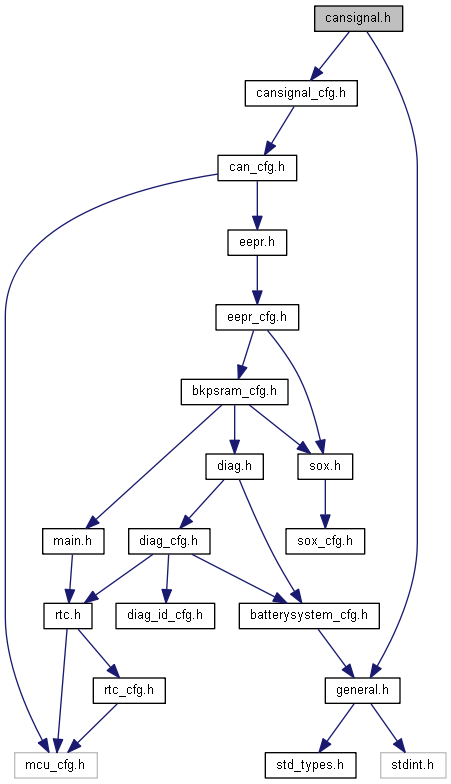 cansignal.h
cansignal_cfg.h
can_cfg.h
eepr.h
eepr_cfg.h
bkpsram_cfg.h
diag.h
sox.h
main.h
diag_cfg.h
sox_cfg.h
rtc.h
diag_id_cfg.h
batterysystem_cfg.h
rtc_cfg.h
general.h
mcu_cfg.h
std_types.h
stdint.h